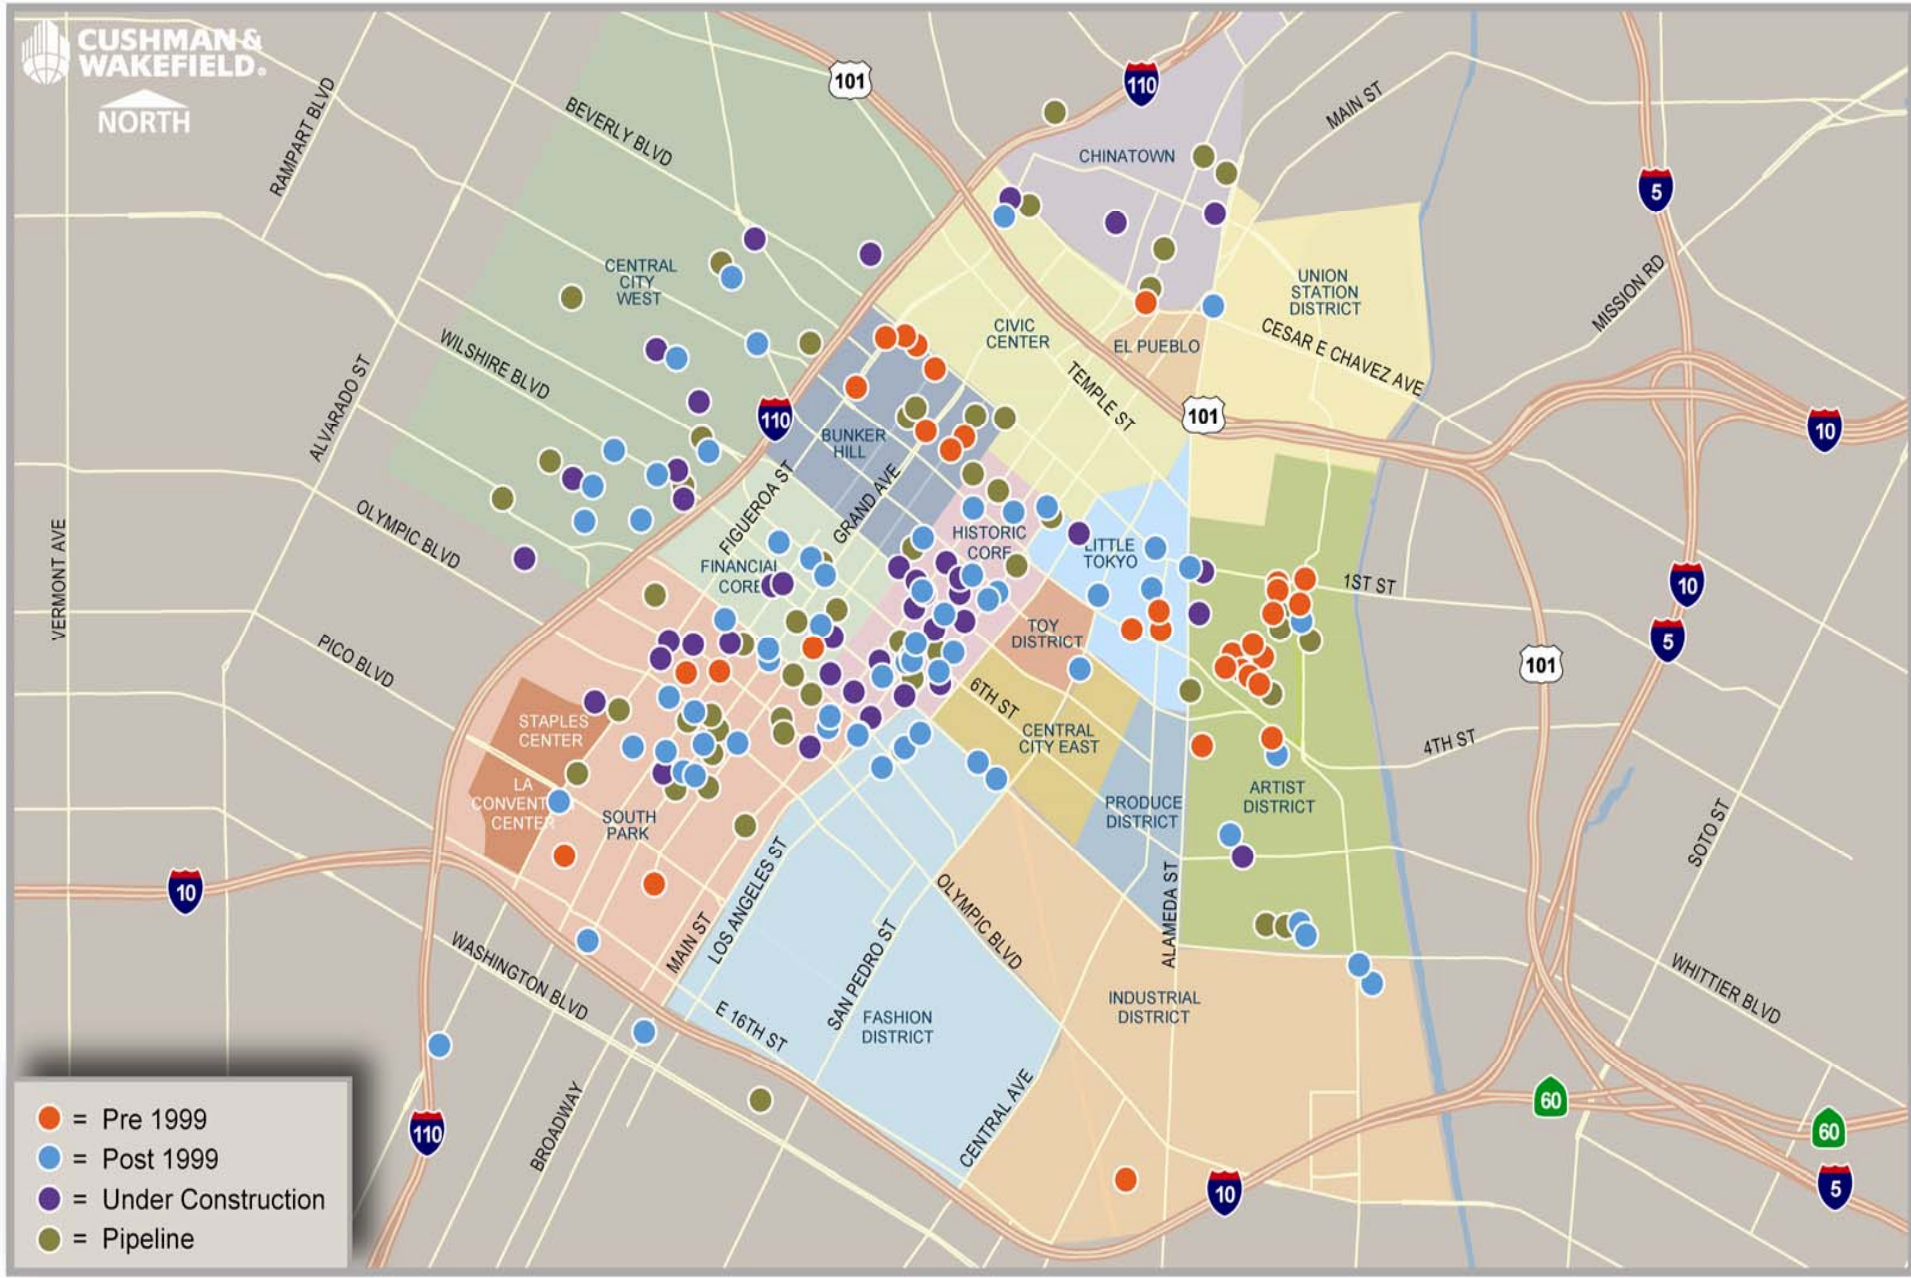 CUSHMAN &
WAKEFIELD®
NORTH
101
110
MAIN ST
RAMPART BLVD
BEVERLY BLVD
CHINATOWN
5
CENTRAL
CITY
WEST
UNION
STATION
DISTRICT
MISSION RD
CIVIC
CENTER
EL PUEBLO
CESAR E CHAVEZ AVE
WILSHIRE BLVD
ALVARADO ST
TEMPLE ST
110
101
10
BUNKER
HILL
FIGUEROA ST
GRAND AVE
OLYMPIC BLVD
VERMONT AVE
HISTORIC
CORE
LITTLE
TOKYO
FINANCIAL
CORE
1ST ST
10
5
PICO BLVD
TOY
DISTRICT
101
6TH ST
STAPLES
CENTER
CENTRAL
CITY EAST
4TH ST
LA
CONVENTION
CENTER
SOUTH
PARK
PRODUCE
DISTRICT
ARTIST
DISTRICT
SOTO ST
10
LOS ANGELES ST
MAIN ST
OLYMPIC BLVD
ALAMEDA ST
SAN PEDRO ST
WASHINGTON BLVD
WHITTIER BLVD
E 16TH ST
FASHION
DISTRICT
INDUSTRIAL
DISTRICT
CENTRAL AVE
BROADWAY
60
60
110
10
5
= Pre 1999
= Post 1999
= Under Construction
= Pipeline